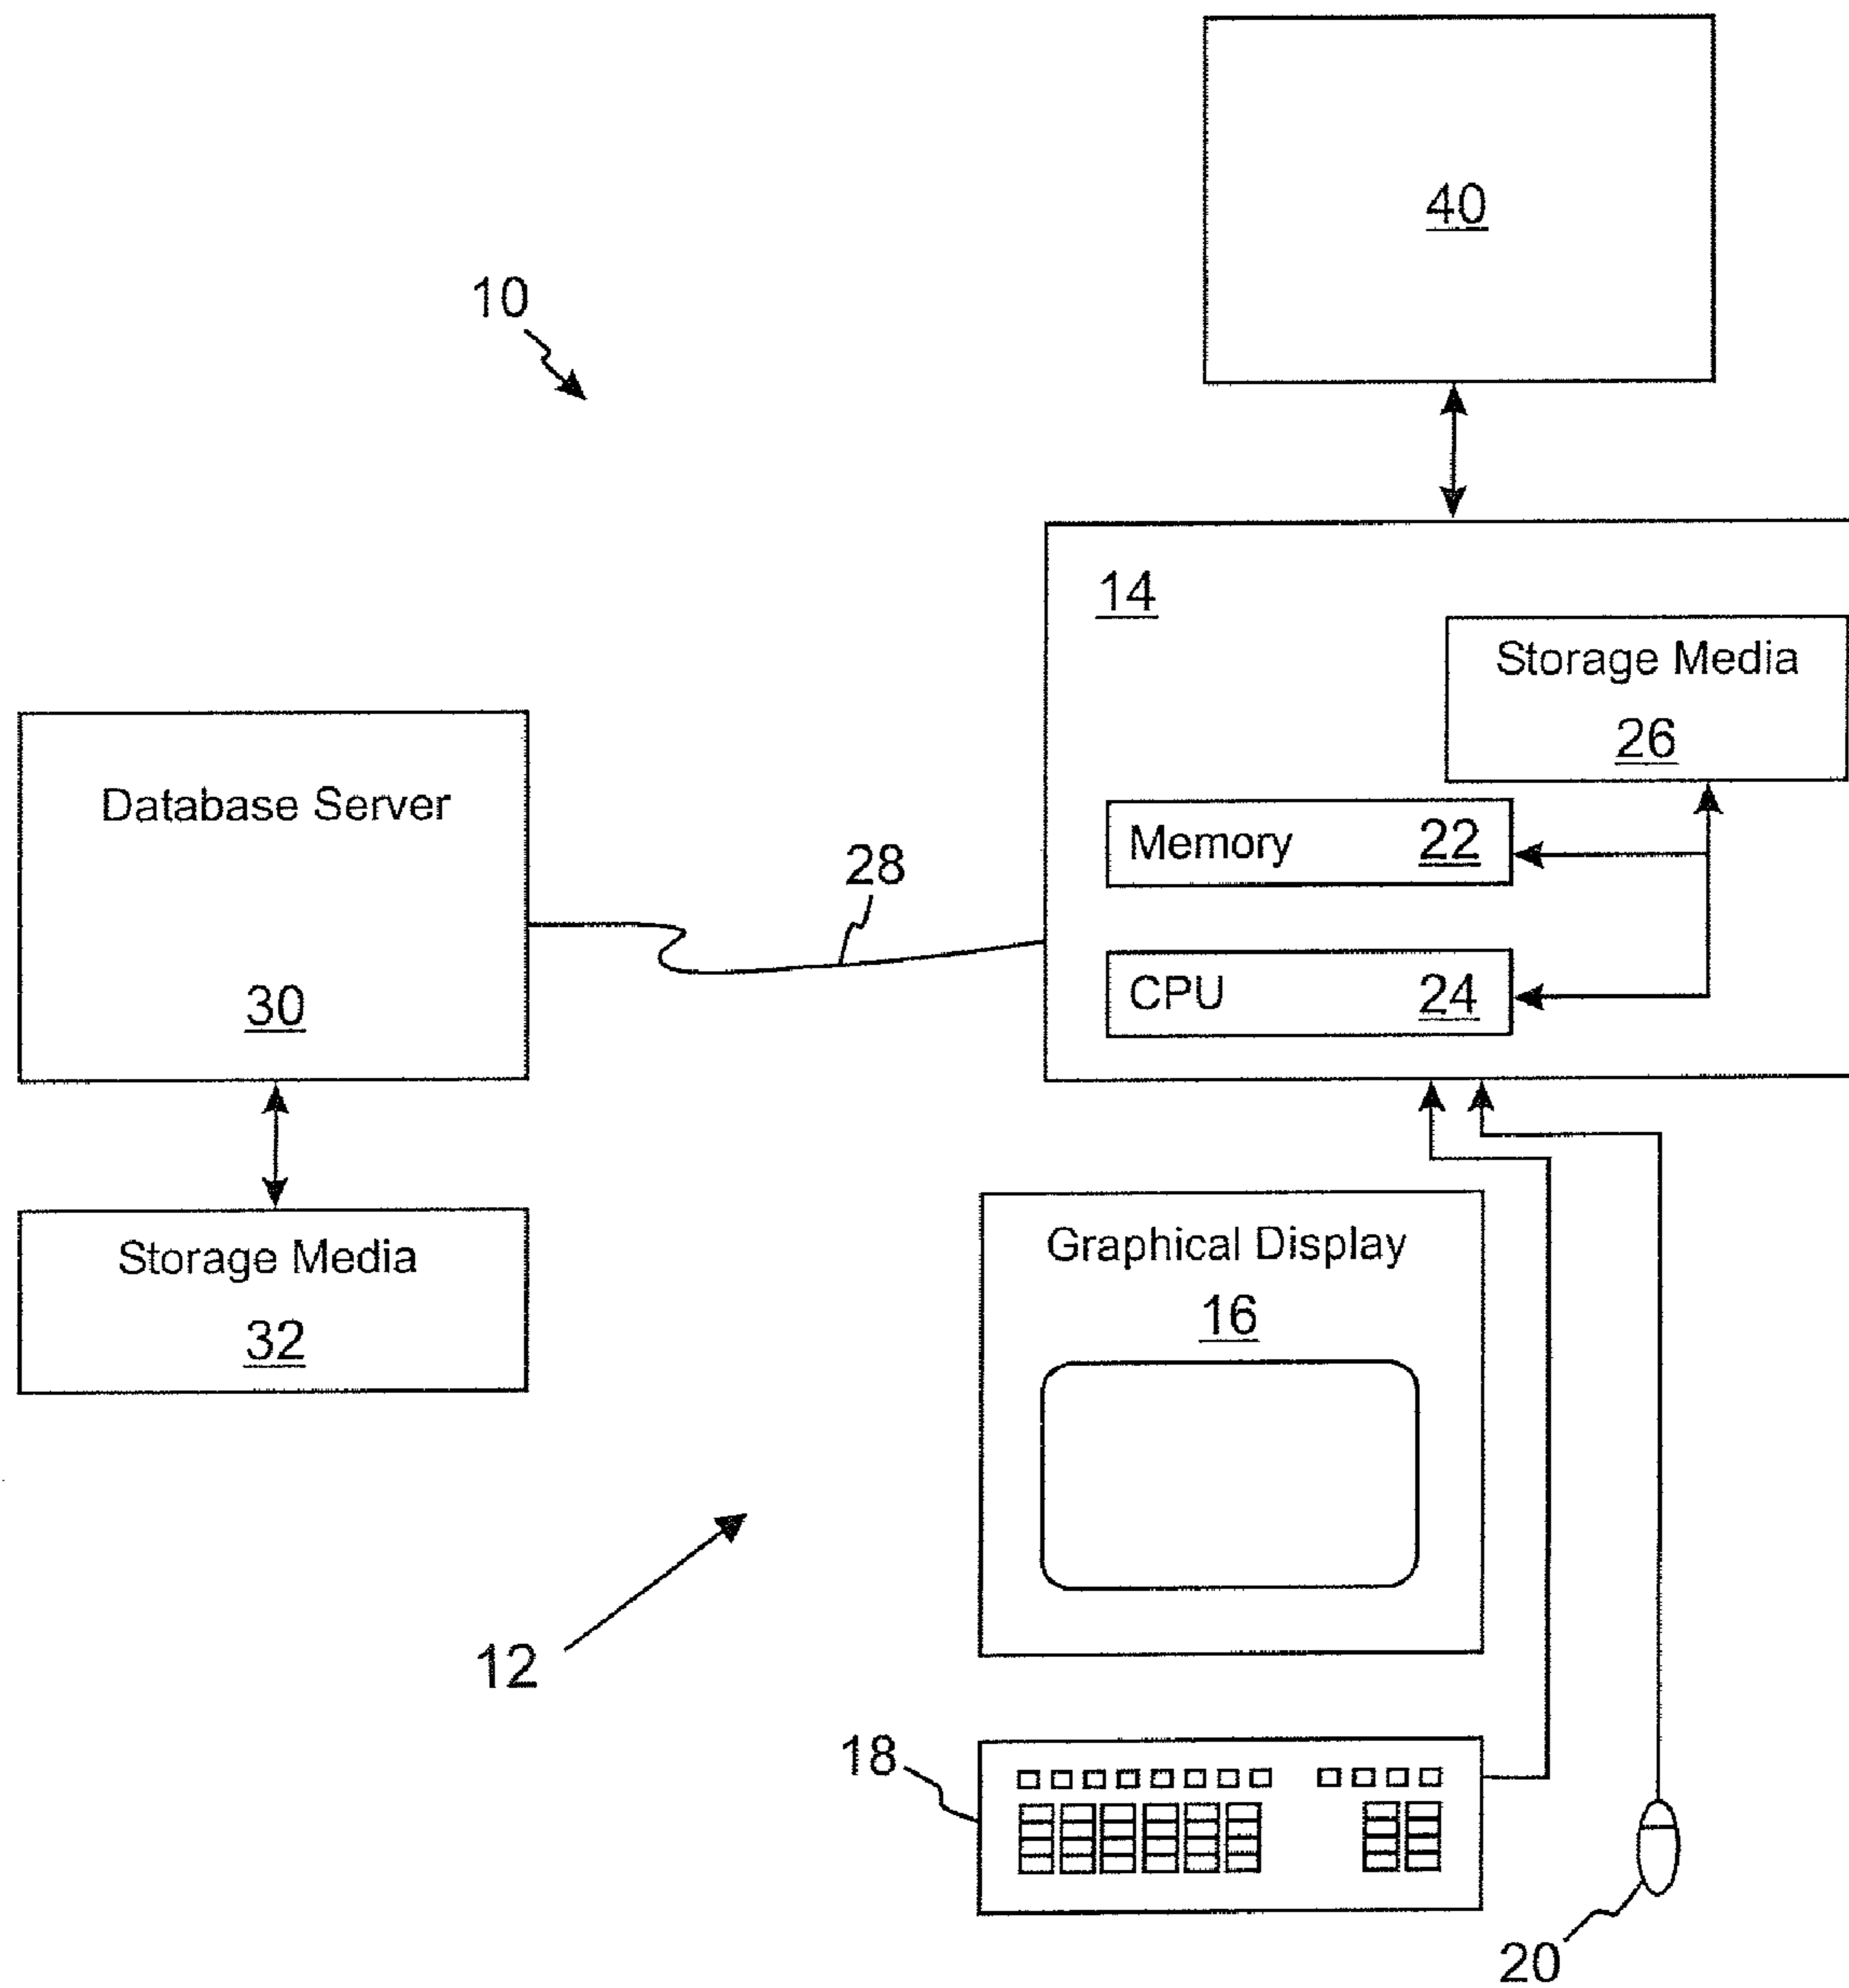 40
10
14
Storage Media
26
Database Server
Memory 22
28
CPU 24
30
Storage Media
32
Graphical Display
16
12
18
20